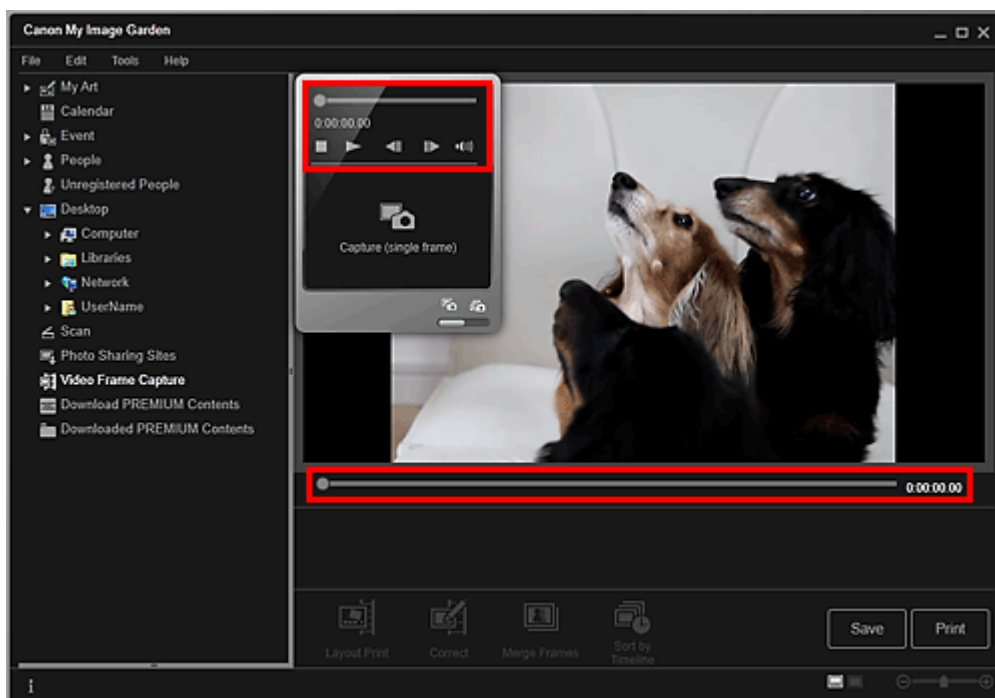 Canon My Image Garden
File Edit Tools Help
My Art
Calendar
Event
People
Unregistered People
Desktop
Computer
Libraries
Network
UserName
Scan
Photo Sharing Sites
Video Frame Capture
Download PREMIUM Contents
Downloaded PREMIUM Contents
0:00:00.00
Capture (single frame)
0:00:00.00
Layout Print
Correct
Merge Frames
Sort by
Timeline
Save
Print